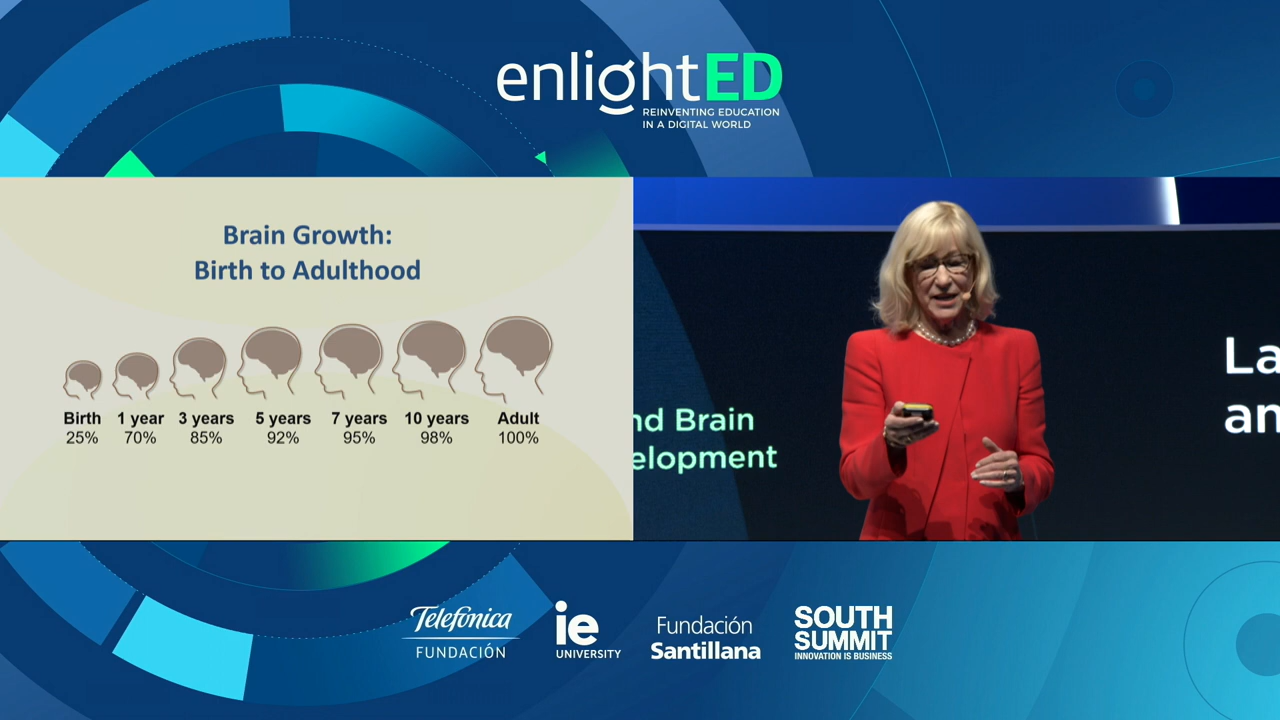 enlightED
REINVENTING EDUCATION
IN A DIGITAL WORLD
Brain Growth:
Birth to Adulthood
Birth 1 year 3 years 5 years 7 years 10 years Adult
25% 70% 85% 92% 95% 98% 100%
nd Brain
elopment
La
an
Telefónica
FUNDACIÓN
ie
UNIVERSITY
Fundación
Santillana
SOUTH
SUMMIT
INNOVATION IS BUSINESS